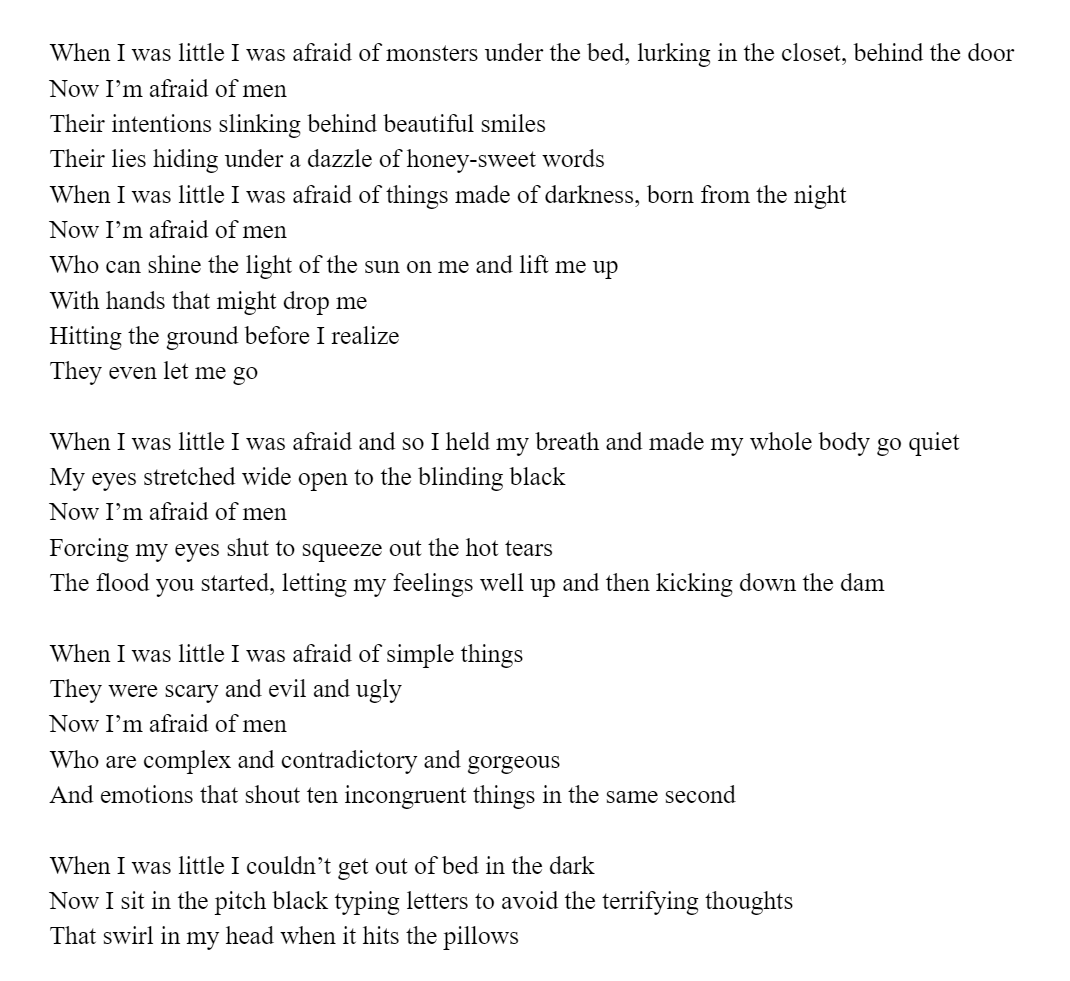 When I was little I was afraid of monsters under the bed, lurking in the closet, behind the door
Now I’m afraid of men
Their intentions slinking behind beautiful smiles
Their lies hiding under a dazzle of honey-sweet words
When I was little I was afraid of things made of darkness, born from the night
Now I’m afraid of men
Who can shine the light of the sun on me and lift me up
With hands that might drop me
Hitting the ground before I realize
They even let me go

When I was little I was afraid and so I held my breath and made my whole body go quiet
My eyes stretched wide open to the blinding black
Now I’m afraid of men
Forcing my eyes shut to squeeze out the hot tears
The flood you started, letting my feelings well up and then kicking down the dam

When I was little I was afraid of simple things
They were scary and evil and ugly
Now I’m afraid of men
Who are complex and contradictory and gorgeous
And emotions that shout ten incongruent things in the same second

When I was little I couldn’t get out of bed in the dark
Now I sit in the pitch black typing letters to avoid the terrifying thoughts
That swirl in my head when it hits the pillows